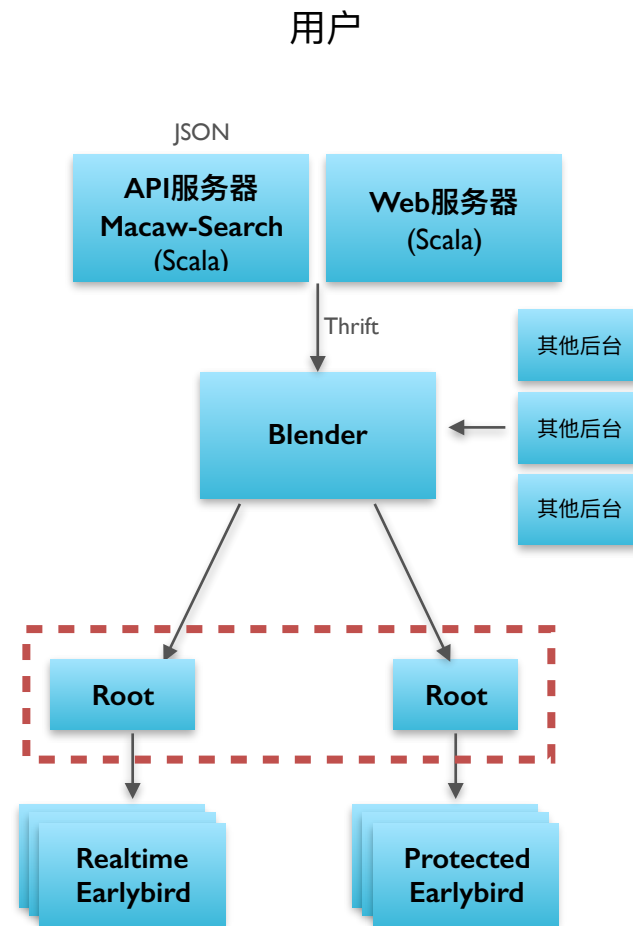 用户
JSON
API服务器
Macaw-Search
(Scala)
Web服务器
(Scala)
Thrift
其他后台
Blender
其他后台
其他后台
Root
Root
Realtime
Earlybird
Protected
Earlybird